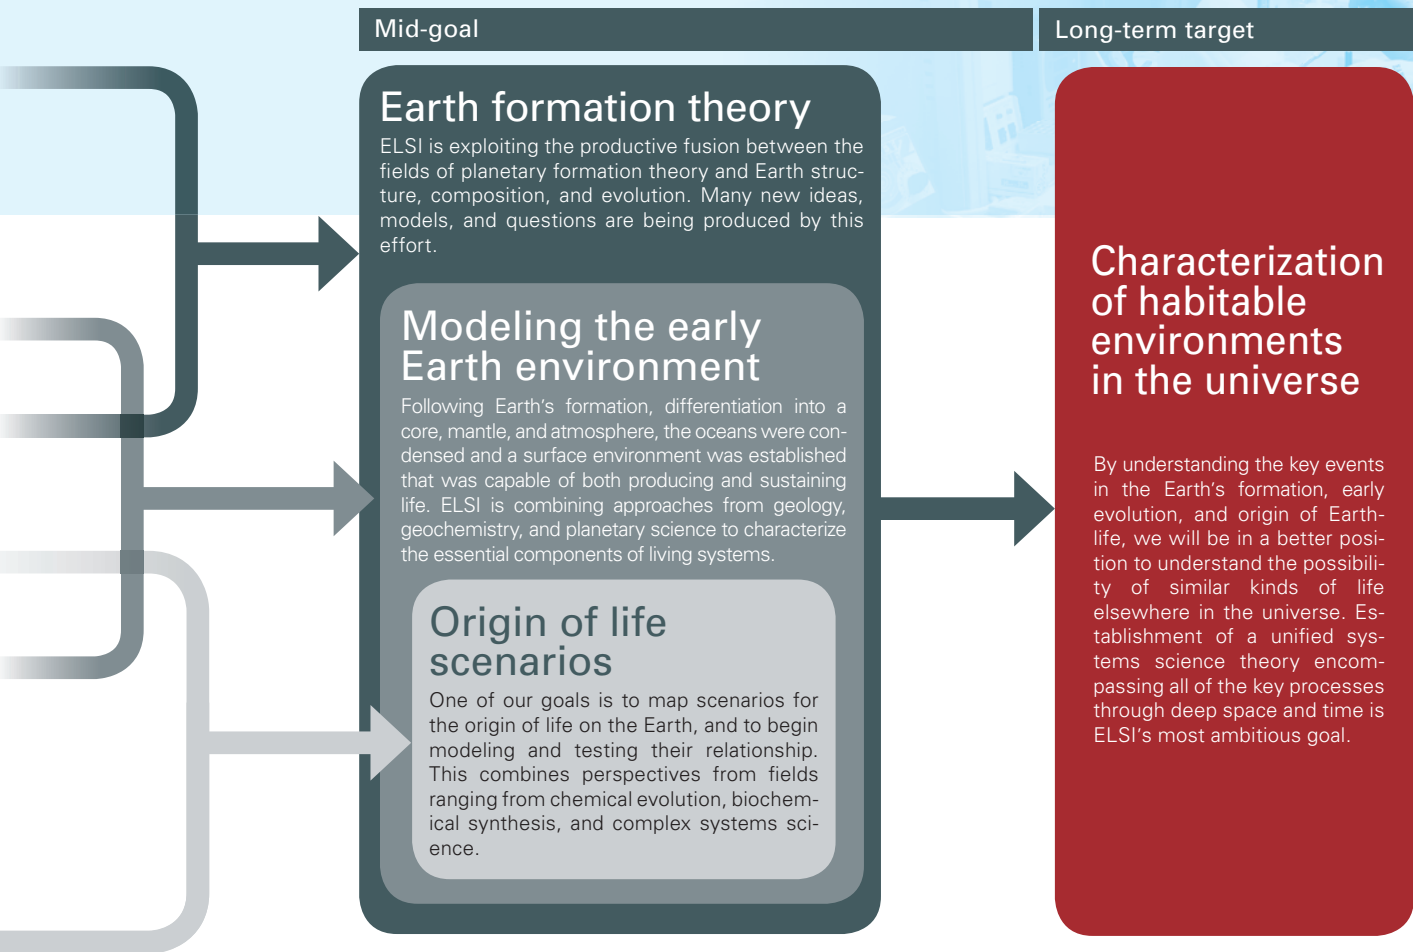 Mid-goal
Long-term target
Earth formation theory
ELSI is exploiting the productive fusion between the
fields of planetary formation theory and Earth struc-
ture, composition, and evolution. Many new ideas,
models, and questions are being produced by this
effort.
Modeling the early
Earth environment
Following Earth's formation, differentiation into a
core, mantle, and atmosphere, the oceans were con-
densed and a surface environment was established
that was capable of both producing and sustaining
life. ELSI is combining approaches from geology,
geochemistry, and planetary science to characterize
the essential components of living systems.
Origin of life
scenarios
One of our goals is to map scenarios for
the origin of life on the Earth, and to begin
modeling and testing their relationship.
This combines perspectives from fields
ranging from chemical evolution, biochem-
ical synthesis, and complex systems sci-
ence.
Characterization
of habitable
environments
in the universe
By understanding the key events
in the Earth's formation, early
evolution, and origin of Earth-
life, we will be in a better posi-
tion to understand the possibili-
ty of similar kinds of life
elsewhere in the universe. Es-
tablishment of a unified sys-
tems science theory encom-
passing all of the key processes
through deep space and time is
ELSI's most ambitious goal.